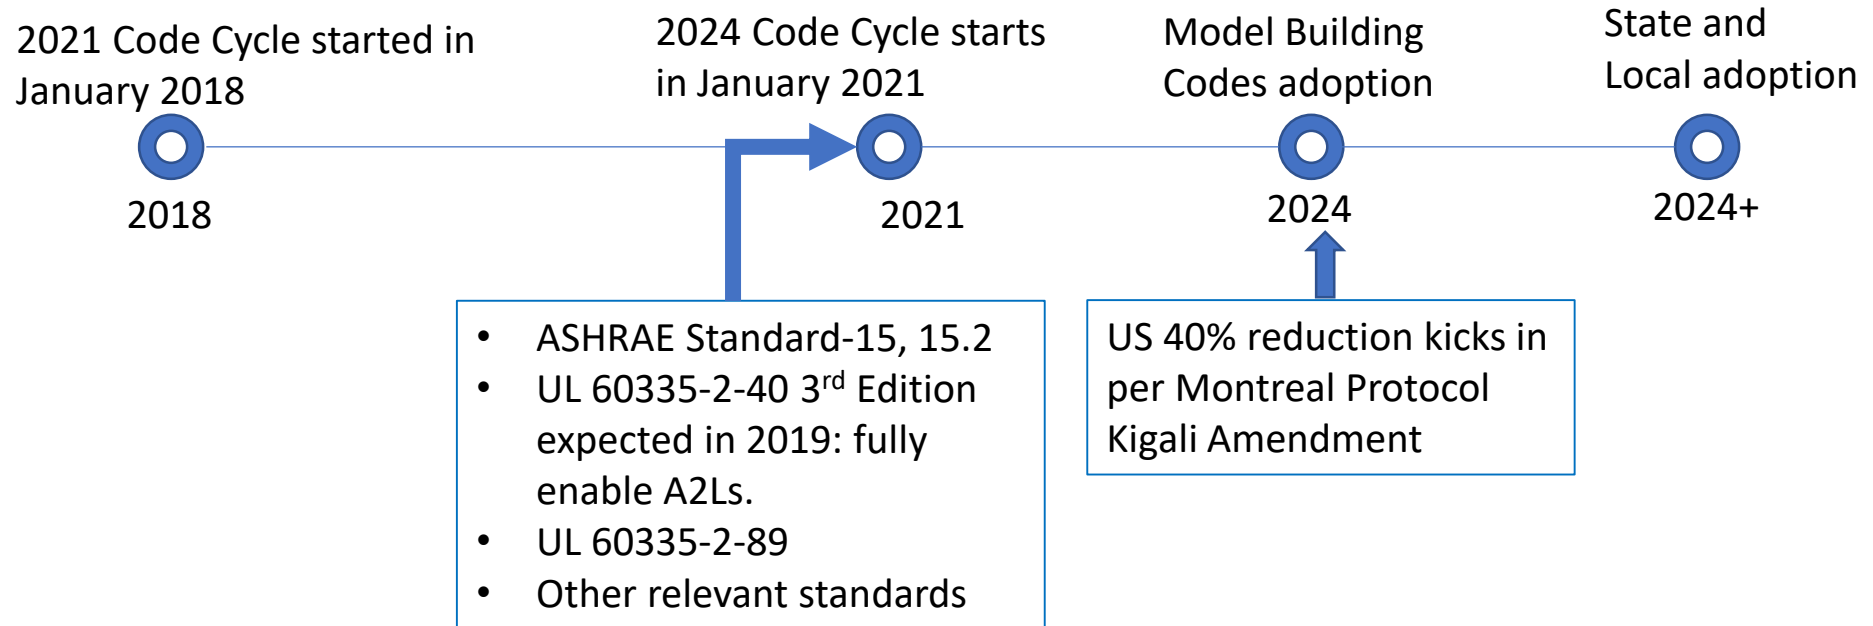 2021 Code Cycle started in
January 2018
2024 Code Cycle starts
in January 2021
Model Building
Codes adoption
State and
Local adoption
2018
2021
2024
2024+
• ASHRAE Standard-15, 15.2
• UL 60335-2-40 3rd Edition
expected in 2019: fully
enable A2Ls.
• UL 60335-2-89
• Other relevant standards
US 40% reduction kicks in
per Montreal Protocol
Kigali Amendment